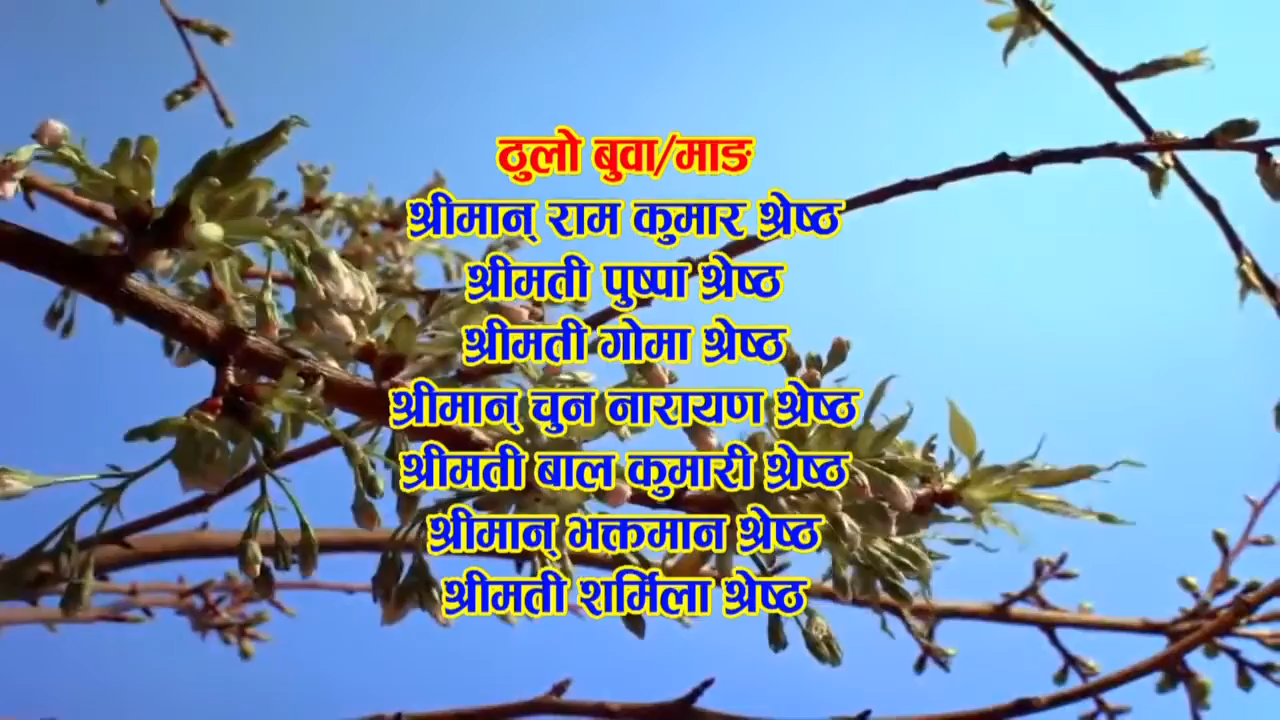 ठुलो बुवा/माङ
श्रीमान् राम कुमार श्रेष्ठ
श्रीमती पुष्पा श्रेष्ठ
श्रीमती गोमा श्रेष्ठ
श्रीमान् चुन नारायण श्रेष्ठ
श्रीमती बाल कुमारी श्रेष्ठ
श्रीमान् भक्तमान श्रेष्ठ
श्रीमती शर्मिला श्रेष्ठ